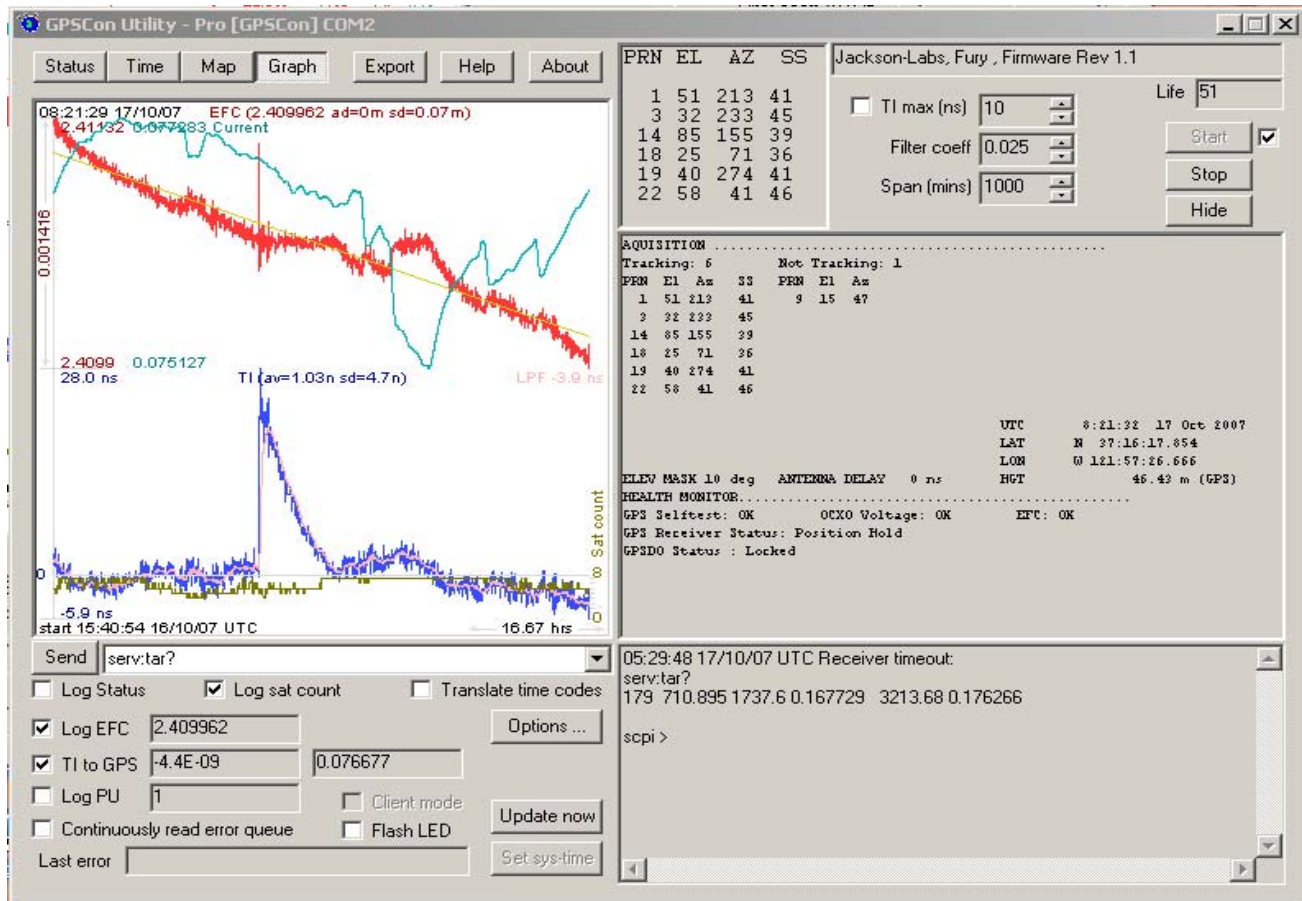 GPSCon Utility - Pro [GPSCon] COM2
Status Time Map Graph Export Help About
08:21:29 17/10/07 EFC (2.409962 ad=0m sd=0.07m)
2.41132 0.077283 Current
0.001416
2.4099 0.075127
28.0 ns TI (av=1.03n sd=4.7n) LPF -3.9 ns
Sat count
8
0
0
-5.9 ns
start 15:40:54 16/10/07 UTC 16.67 hrs
PRN EL AZ SS
1 51 213 41
3 32 233 45
14 85 155 39
18 25 71 36
19 40 274 41
22 58 41 46
Jackson-Labs, Fury , Firmware Rev 1.1
TI max (ns) 10
Filter coeff 0.025
Span (mins) 1000
Life 51
Start
Stop
Hide
AQUISITION ................................................................
Tracking: 6 Not Tracking: 1
PRN El Az SS PRN El Az
1 51 213 41 9 15 47
3 32 233 45
14 85 155 39
18 25 71 36
19 40 274 41
22 58 41 46
UTC 8:21:32 17 Oct 2007
LAT N 37:16:17.854
LON W 121:57:26.666
ELEV MASK 10 deg ANTENNA DELAY 0 ns HGT 46.43 m (GPS)
HEALTH MONITOR................................................................
GPS Selftest: OK OCXO Voltage: OK EFC: OK
GPS Receiver Status: Position Hold
GPSDO Status : Locked
Send serv:tar?
Log Status Log sat count Translate time codes
Log EFC 2.409962 Options ...
TI to GPS -4.4E-09 0.076677
Log PU 1 Client mode
Update now
Continuously read error queue Flash LED
Last error Set sys-time
05:29:48 17/10/07 UTC Receiver timeout:
serv:tar?
179 710.895 1737.6 0.167729 3213.68 0.176266
scpi >